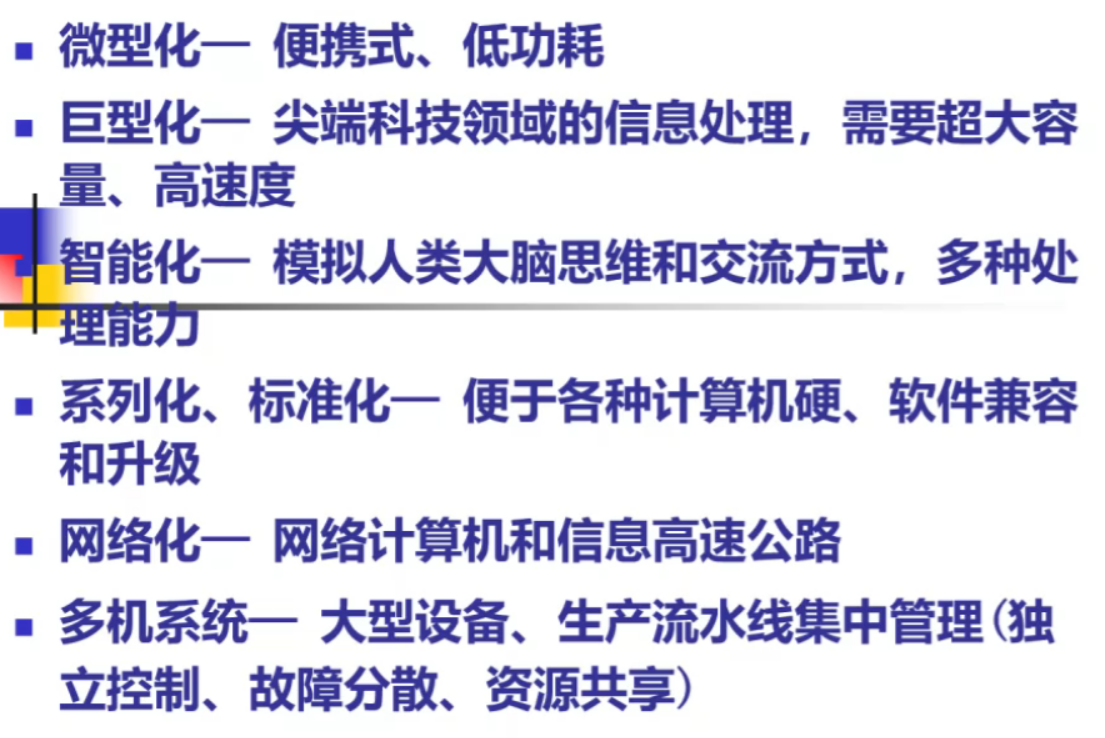 微型化— 便携式、低功耗
巨型化— 尖端科技领域的信息处理，需要超大容
量、高速度
智能化— 模拟人类大脑思维和交流方式，多种处
理能力
系列化、标准化— 便于各种计算机硬、软件兼容
和升级
网络化— 网络计算机和信息高速公路
多机系统— 大型设备、生产流水线集中管理(独
立控制、故障分散、资源共享)